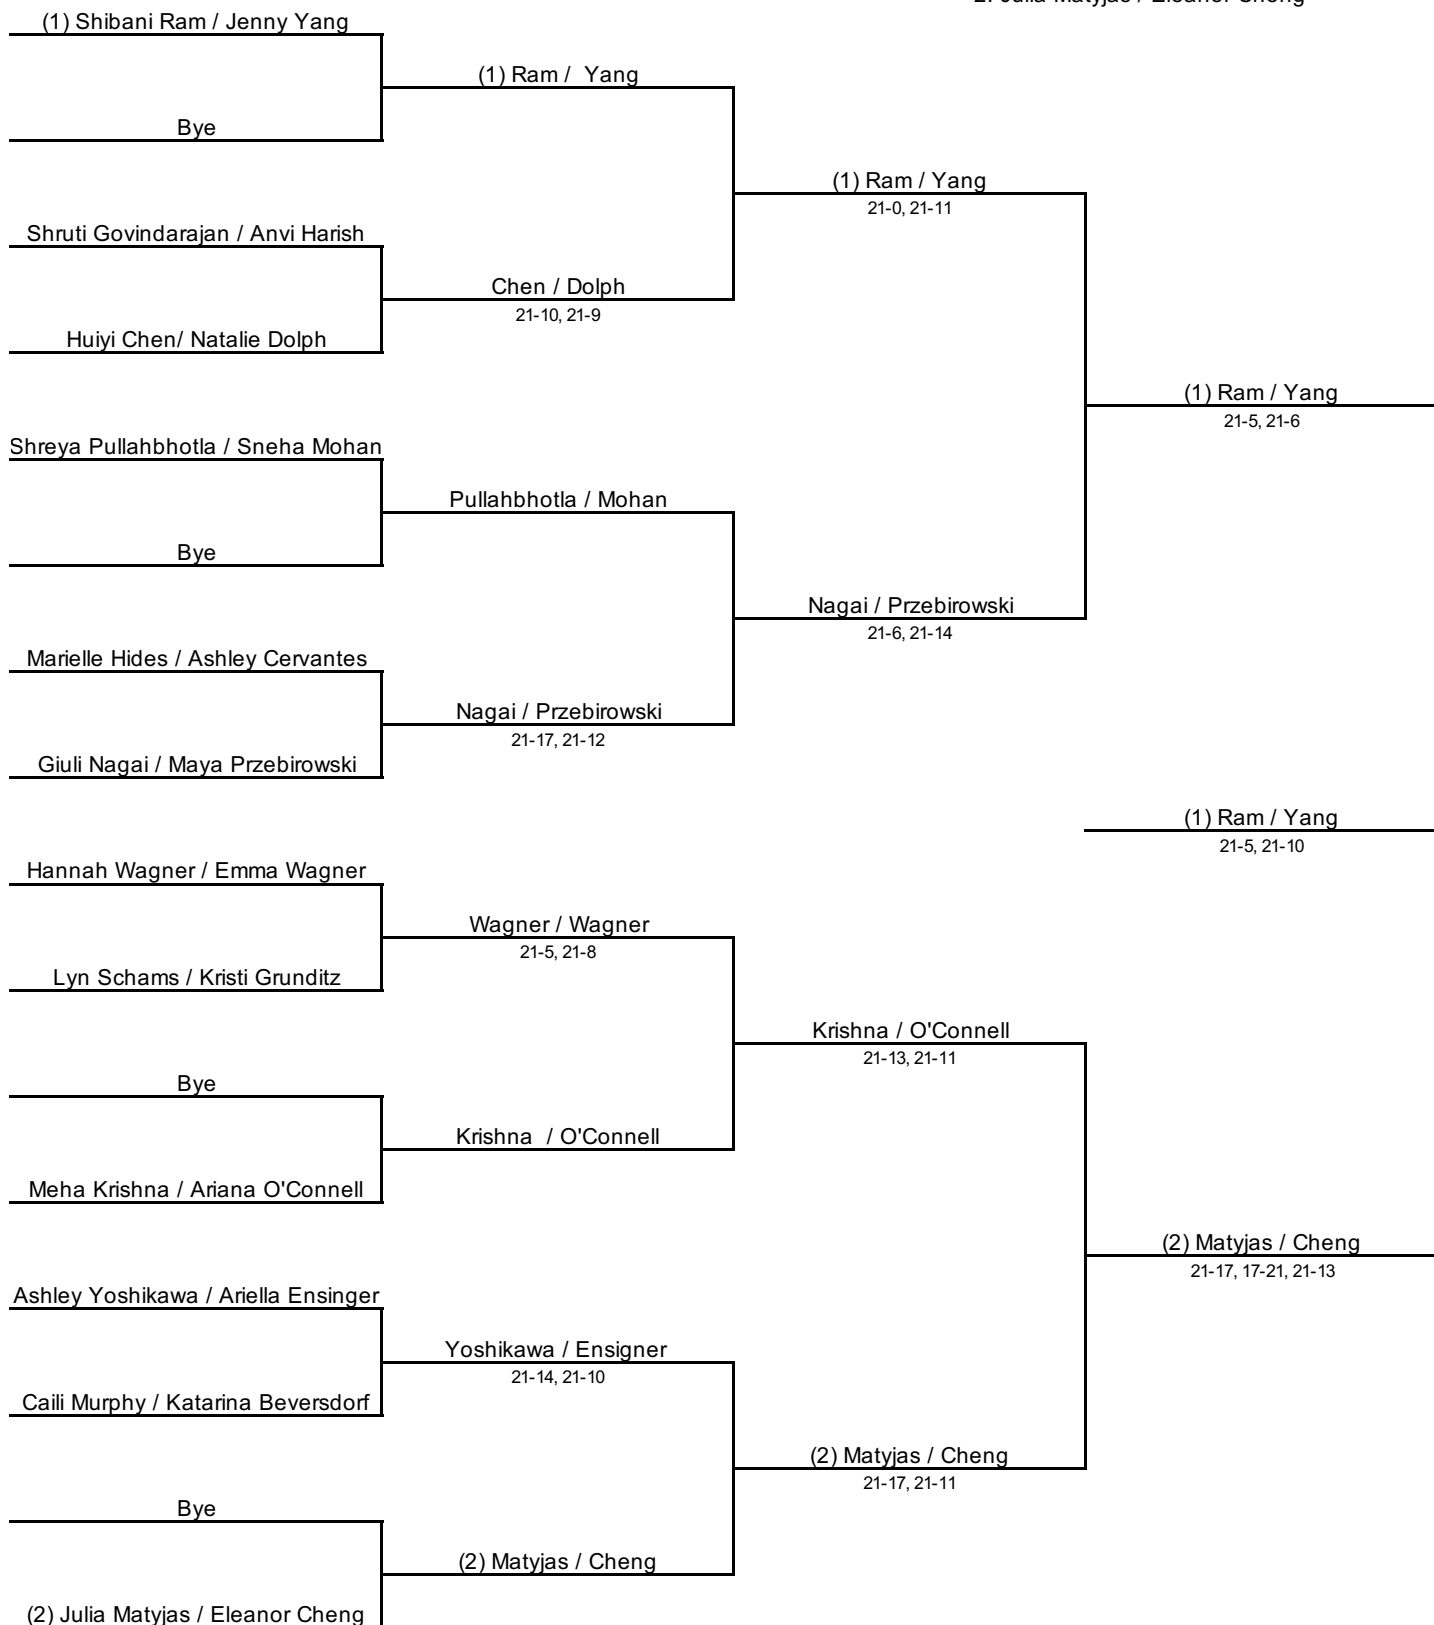 2. Julia Matyjas / Eleanor Cheng
(1) Shibani Ram / Jenny Yang
(1) Ram / Yang
Bye
(1) Ram / Yang
21-0, 21-11
Shruti Govindarajan / Anvi Harish
Chen / Dolph
21-10, 21-9
Huiyi Chen/ Natalie Dolph
(1) Ram / Yang
21-5, 21-6
Shreya Pullahbhotla / Sneha Mohan
Pullahbhotla / Mohan
Bye
Nagai / Przebirowski
21-6, 21-14
Marielle Hides / Ashley Cervantes
Nagai / Przebirowski
21-17, 21-12
Giuli Nagai / Maya Przebirowski
(1) Ram / Yang
21-5, 21-10
Hannah Wagner / Emma Wagner
Wagner / Wagner
21-5, 21-8
Lyn Schams / Kristi Grunditz
Krishna / O'Connell
21-13, 21-11
Bye
Krishna / O'Connell
Meha Krishna / Ariana O'Connell
(2) Matyjas / Cheng
21-17, 17-21, 21-13
Ashley Yoshikawa / Ariella Ensinger
Yoshikawa / Ensigner
21-14, 21-10
Caili Murphy / Katarina Beversdorf
(2) Matyjas / Cheng
21-17, 21-11
Bye
(2) Matyjas / Cheng
(2) Julia Matyjas / Eleanor Cheng